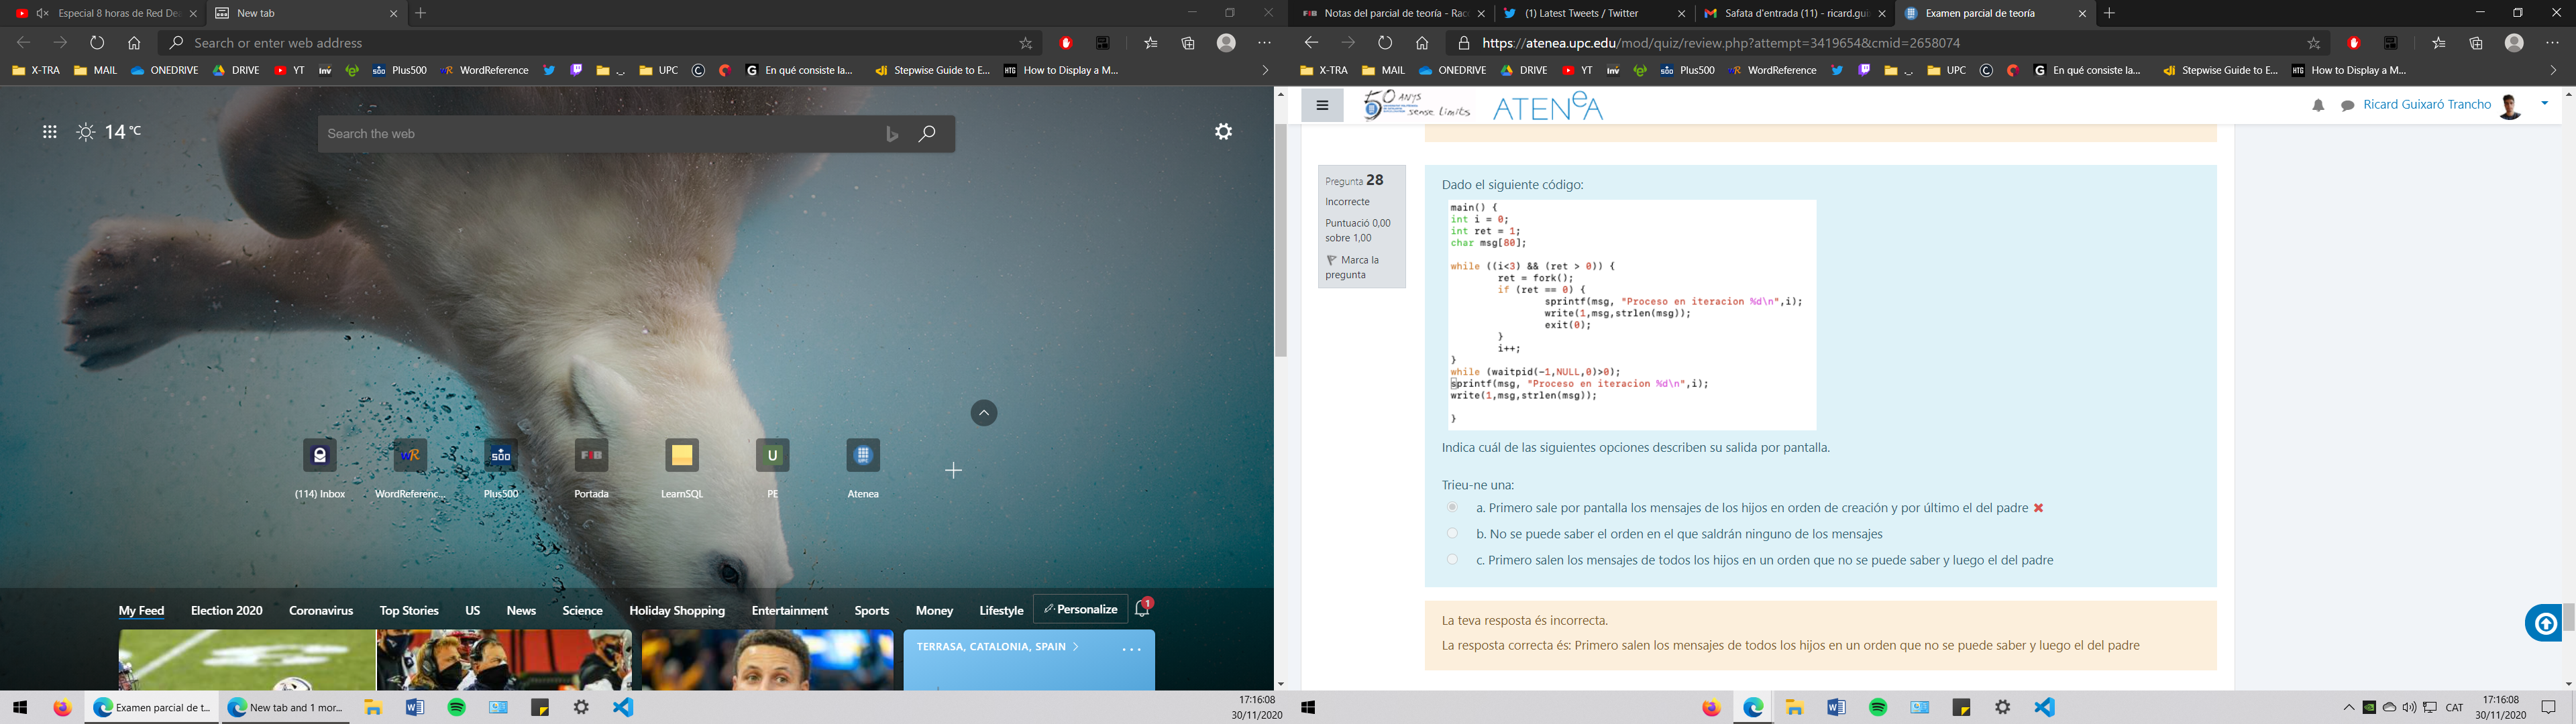 Especial 8 horas de Red De
New tab
Search or enter web address
X-TRA
MAIL
ONEDRIVE
DRIVE
YT
inv
Plus500
WordReference
UPC
En qué consiste la...
Stepwise Guide to E...
How to Display a M...
14 °C
Search the web
(114) Inbox
WordReferenc...
Plus500
Portada
LearnSQL
PE
Atenea
My Feed
Election 2020
Coronavirus
Top Stories
US
News
Science
Holiday Shopping
Entertainment
Sports
Money
Lifestyle
Personalize
1
TERRASA, CATALONIA, SPAIN
Examen parcial de t...
New tab and 1 mor...
17:16:08
30/11/2020
Notas del parcial de teoría - Rac
(1) Latest Tweets / Twitter
Safata d'entrada (11) - ricard.gui
Examen parcial de teoría
https://atenea.upc.edu/mod/quiz/review.php?attempt=3419654&cmid=2658074
X-TRA
MAIL
ONEDRIVE
DRIVE
YT
inv
Plus500
WordReference
UPC
En qué consiste la...
Stepwise Guide to E...
How to Display a M...
50 ANYS
sense límits
ATENEA
Ricard Guixaró Trancho
Pregunta 28
Incorrecte
Puntuació 0,00
sobre 1,00
Marca la
pregunta
Dado el siguiente código:
main() {
int i = 0;
int ret = 1;
char msg[80];
while ((i<3) && (ret > 0)) {
ret = fork();
if (ret == 0) {
sprintf(msg, "Proceso en iteracion %d\n",i);
write(1,msg,strlen(msg));
exit(0);
}
i++;
}
while (waitpid(-1,NULL,0)>0);
sprintf(msg, "Proceso en iteracion %d\n",i);
write(1,msg,strlen(msg));
}
Indica cuál de las siguientes opciones describen su salida por pantalla.
Trieu-ne una:
a. Primero sale por pantalla los mensajes de los hijos en orden de creación y por último el del padre
b. No se puede saber el orden en el que saldrán ninguno de los mensajes
c. Primero salen los mensajes de todos los hijos en un orden que no se puede saber y luego el del padre
La teva resposta és incorrecta.
La resposta correcta és: Primero salen los mensajes de todos los hijos en un orden que no se puede saber y luego el del padre
CAT
17:16:08
30/11/2020